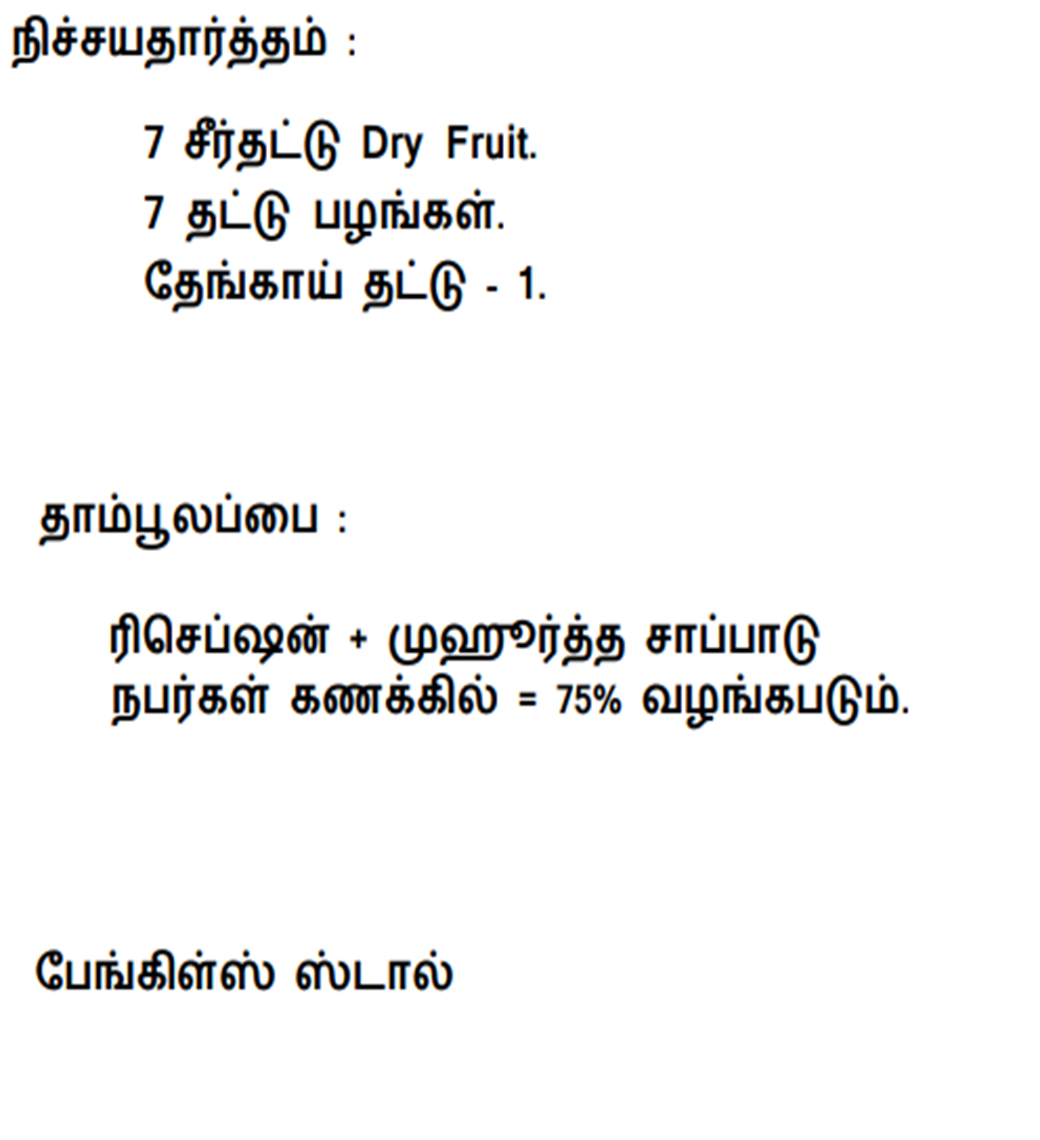 நிச்சயதார்த்தம் :
7 சீர்தட்டு Dry Fruit.
7 தட்டு பழங்கள்.
தேங்காய் தட்டு - 1.
தாம்பூலப்பை :
ரிசெப்ஷன் + முஹூர்த்த சாப்பாடு
நபர்கள் கணக்கில் = 75% வழங்கபடும்.
பேங்கிள்ஸ் ஸ்டால்